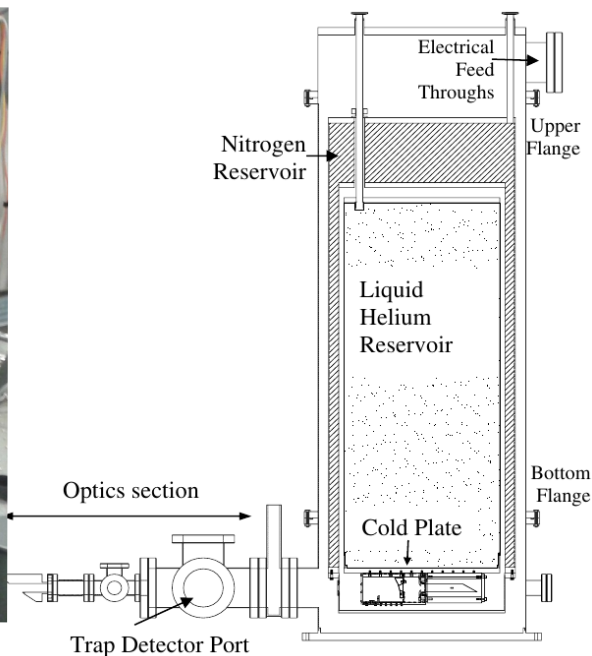 Electrical
Feed
Throughs
Upper
Flange
Nitrogen
Reservoir
Liquid
Helium
Reservoir
Bottom
Flange
Optics section
Cold Plate
Trap Detector Port